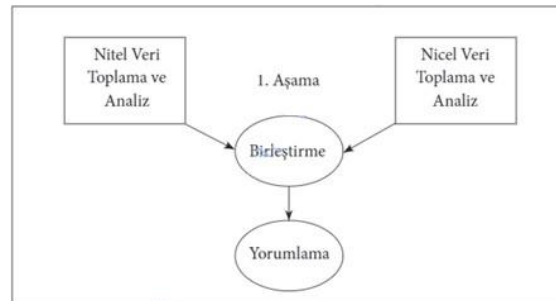 Nitel Veri
Toplama ve
Analiz
1. Aşama
Nicel Veri
Toplama ve
Analiz
Birleştirme
Yorumlama